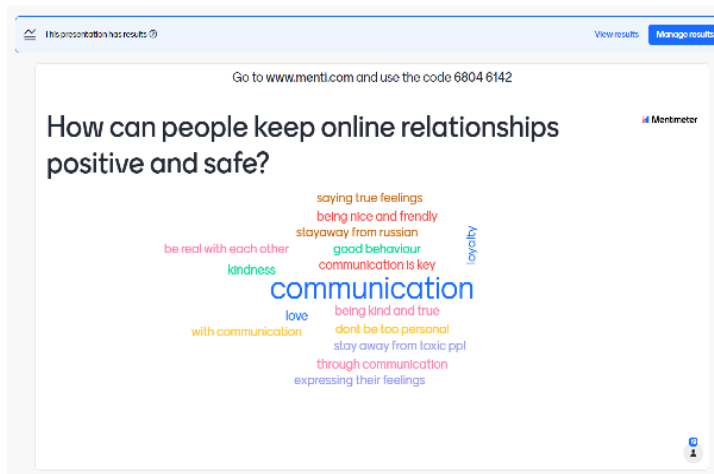 This presentation has results
View results
Manage results
Go to www.menti.com and use the code 6804 6142
How can people keep online relationships
positive and safe?
Mentimeter
saying true feelings
being nice and frendly
stayaway from russian
loyalty
be real with each other
good behaviour
kindness
communication is key
communication
love
being kind and true
with communication
dont be too personal
stay away from toxic ppl
through communication
expressing their feelings